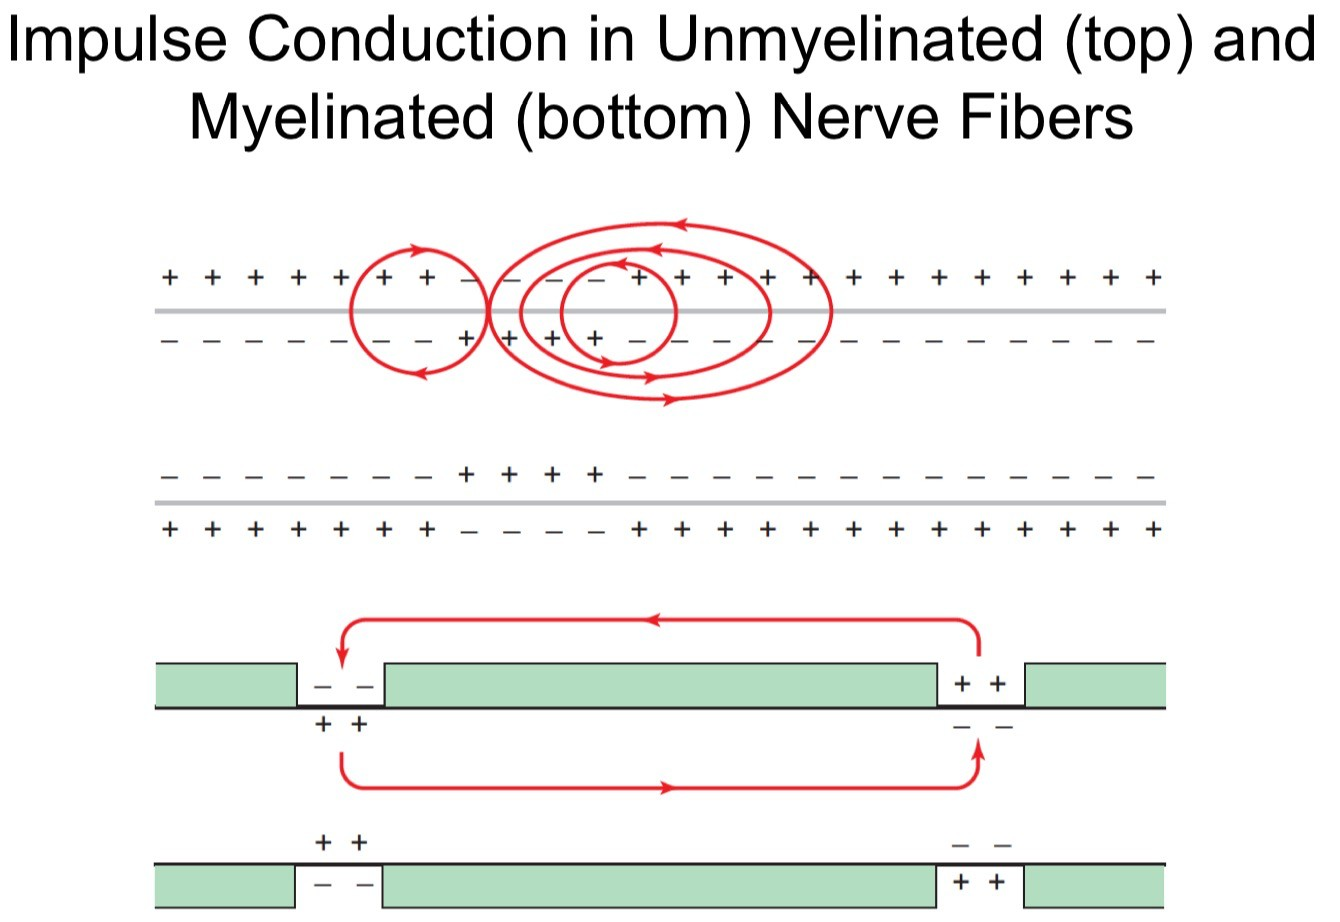 Impulse Conduction in Unmyelinated (top) and
Myelinated (bottom) Nerve Fibers
+ + + + + + + – – – – + + + + + + + + + + + + +
– – – – – – – + + + + – – – – – – – – – – – – –
– – – – – – – + + + + – – – – – – – – – – – – –
+ + + + + + + – – – – + + + + + + + + + + + + +
– – + +
+ + – –
+ + – –
– – + +